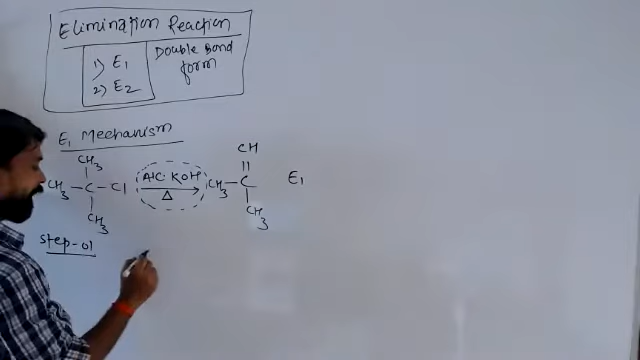 Elimination Reaction
1) E1
2) E2
Double Bond
form
E1 Mechanism
CH3
CH3-C-Cl
CH3
Alc. KOH
Δ
CH
||
CH3-C
CH3
E1
Step-01